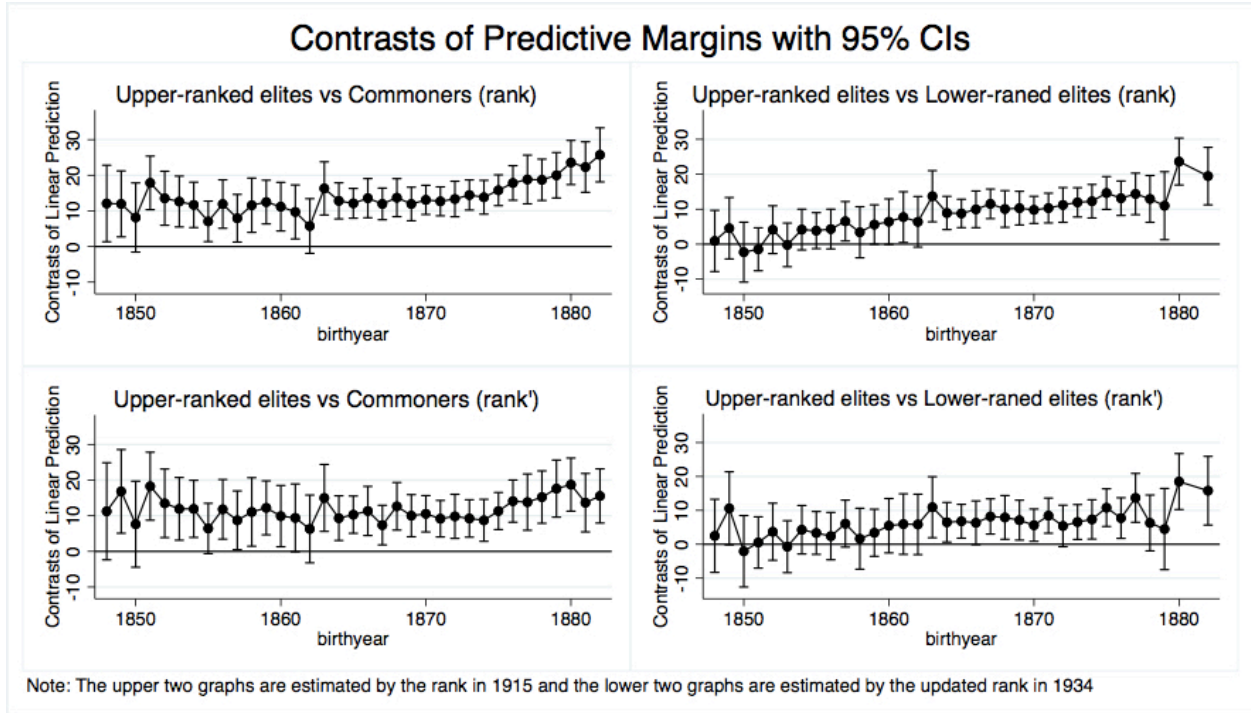 Contrasts of Predictive Margins with 95% CIs
Upper-ranked elites vs Commoners (rank)
Contrasts of Linear Prediction
30
20
10
0
-10
1850
1860
1870
1880
birthyear
Upper-ranked elites vs Lower-raned elites (rank)
Contrasts of Linear Prediction
30
20
10
0
-10
1850
1860
1870
1880
birthyear
Upper-ranked elites vs Commoners (rank')
Contrasts of Linear Prediction
30
20
10
0
-10
1850
1860
1870
1880
birthyear
Upper-ranked elites vs Lower-raned elites (rank')
Contrasts of Linear Prediction
30
20
10
0
-10
1850
1860
1870
1880
birthyear
Note: The upper two graphs are estimated by the rank in 1915 and the lower two graphs are estimated by the updated rank in 1934